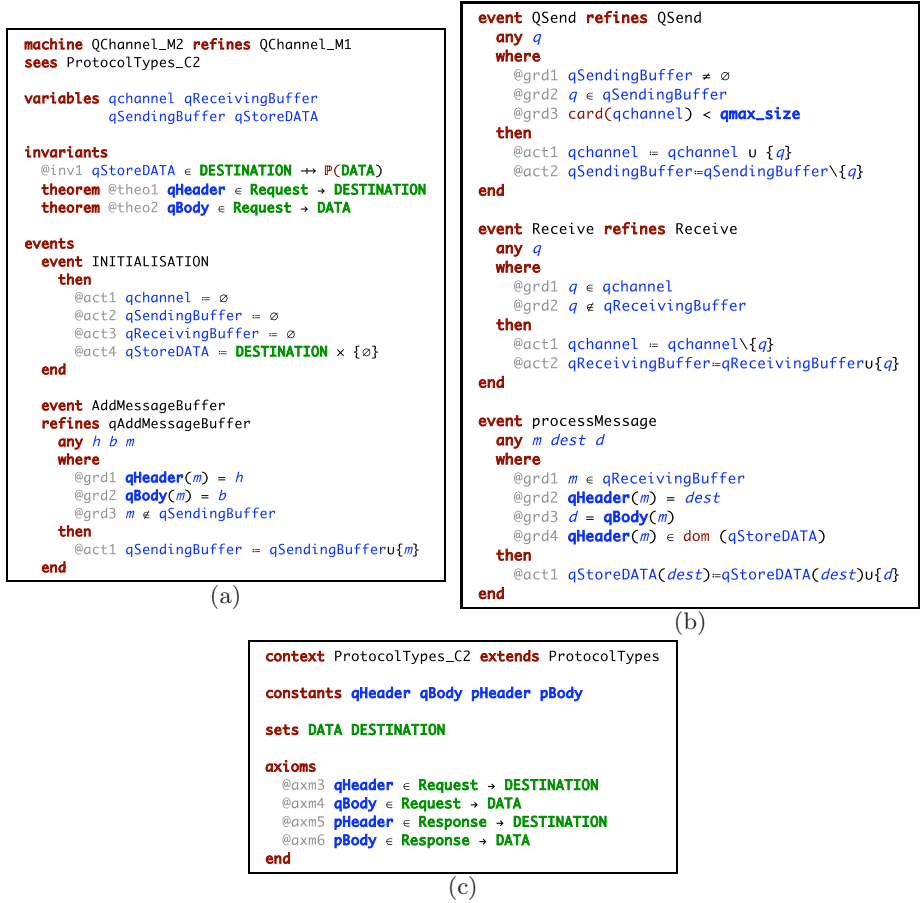 machine QChannel_M2 refines QChannel_M1
sees ProtocolTypes_C2
variables qchannel qReceivingBuffer
qSendingBuffer qStoreDATA
invariants
@inv1 qStoreDATA ∈ DESTINATION ⇸ ℙ(DATA)
theorem @theo1 qHeader ∈ Request → DESTINATION
theorem @theo2 qBody ∈ Request → DATA
events
event INITIALISATION
then
@act1 qchannel ≔ ∅
@act2 qSendingBuffer ≔ ∅
@act3 qReceivingBuffer ≔ ∅
@act4 qStoreDATA ≔ DESTINATION × {∅}
end
event AddMessageBuffer
refines qAddMessageBuffer
any h b m
where
@grd1 qHeader(m) = h
@grd2 qBody(m) = b
@grd3 m ∉ qSendingBuffer
then
@act1 qSendingBuffer ≔ qSendingBuffer∪{m}
end
(a)
event QSend refines QSend
any q
where
@grd1 qSendingBuffer ≠ ∅
@grd2 q ∈ qSendingBuffer
@grd3 card(qchannel) < qmax_size
then
@act1 qchannel ≔ qchannel ∪ {q}
@act2 qSendingBuffer≔qSendingBuffer\{q}
end
event Receive refines Receive
any q
where
@grd1 q ∈ qchannel
@grd2 q ∉ qReceivingBuffer
then
@act1 qchannel ≔ qchannel\{q}
@act2 qReceivingBuffer≔qReceivingBuffer∪{q}
end
event processMessage
any m dest d
where
@grd1 m ∈ qReceivingBuffer
@grd2 qHeader(m) = dest
@grd3 d = qBody(m)
@grd4 qHeader(m) ∈ dom (qStoreDATA)
then
@act1 qStoreDATA(dest)≔qStoreDATA(dest)∪{d}
end
(b)
context ProtocolTypes_C2 extends ProtocolTypes
constants qHeader qBody pHeader pBody
sets DATA DESTINATION
axioms
@axm3 qHeader ∈ Request → DESTINATION
@axm4 qBody ∈ Request → DATA
@axm5 pHeader ∈ Response → DESTINATION
@axm6 pBody ∈ Response → DATA
end
(c)